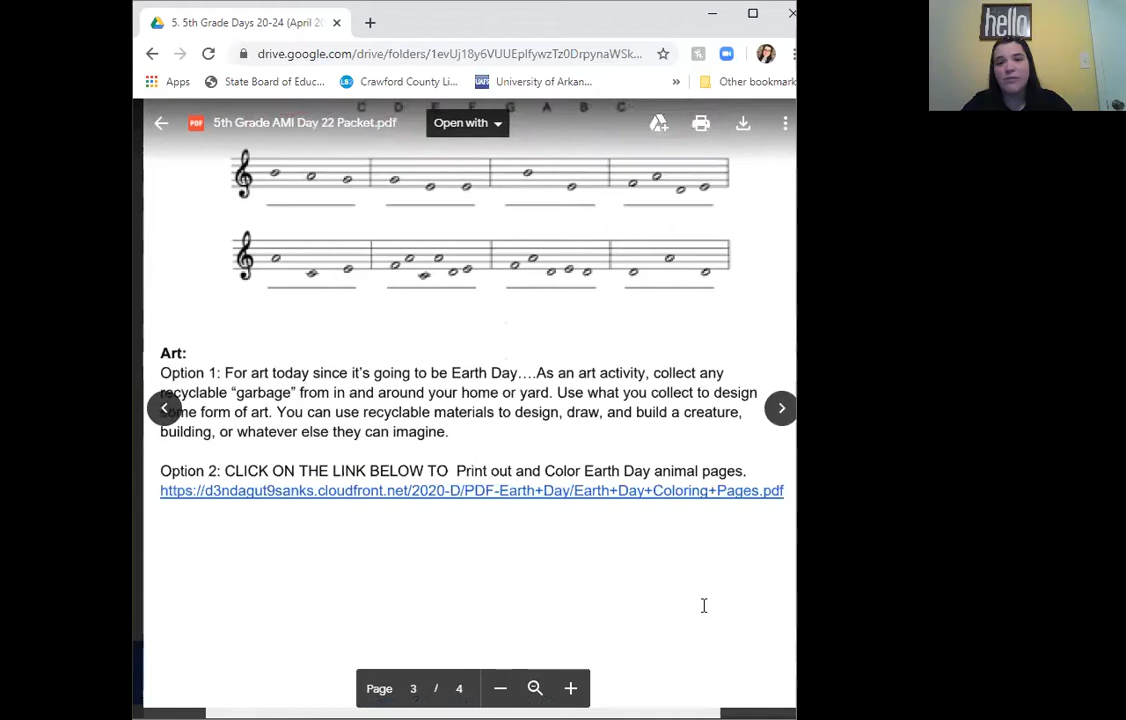 5. 5th Grade Days 20-24 (April 20
hello
drive.google.com/drive/folders/1evUj18y6VUUEplfywzTz0DrpynaWSk...
Apps State Board of Educ... Crawford County Li... UAFS University of Arkan... » Other bookmark
C D E F G A B C
PDF 5th Grade AMI Day 22 Packet.pdf Open with
Art:
Option 1: For art today since it's going to be Earth Day....As an art activity, collect any
recyclable “garbage” from in and around your home or yard. Use what you collect to design
some form of art. You can use recyclable materials to design, draw, and build a creature,
building, or whatever else they can imagine.
Option 2: CLICK ON THE LINK BELOW TO Print out and Color Earth Day animal pages.
https://d3ndagut9sanks.cloudfront.net/2020-D/PDF-Earth+Day/Earth+Day+Coloring+Pages.pdf
Page 3 / 4